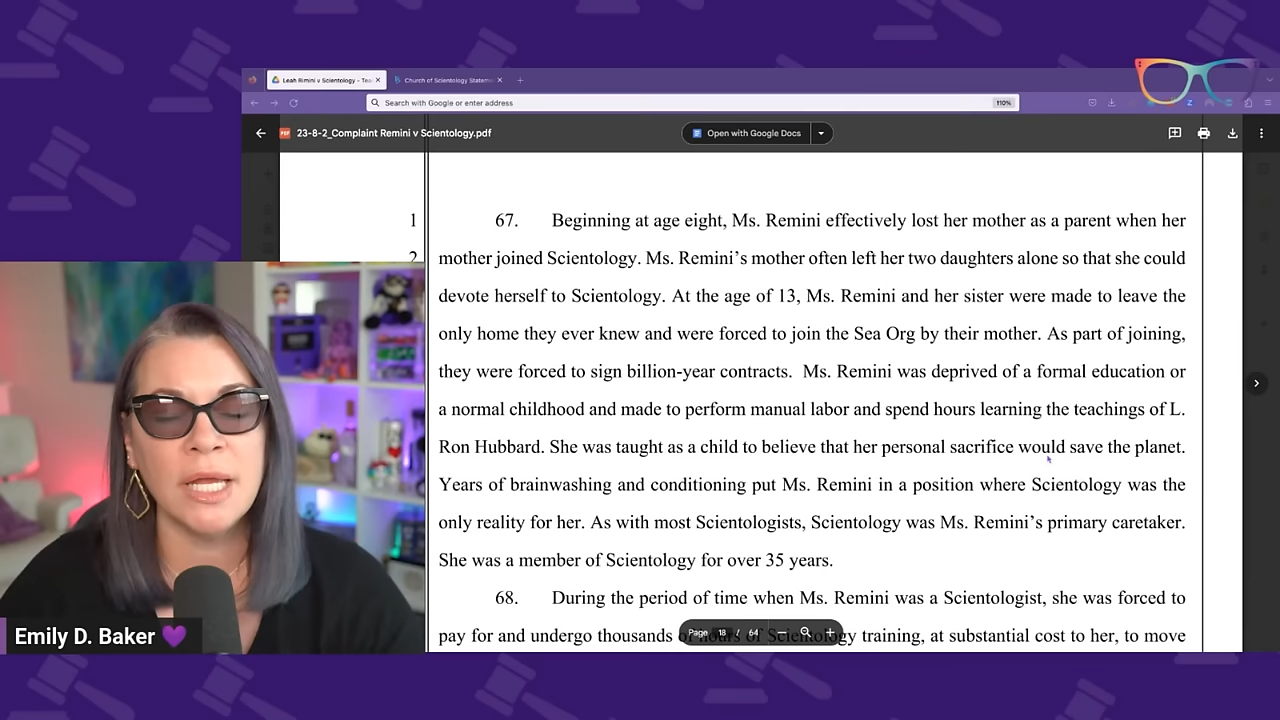 Leah Rimini v Scientology - Tea
Church of Scientology Stateme
Search with Google or enter address
110%
23-8-2_Complaint Remini v Scientology.pdf
Open with Google Docs
1
2
67. Beginning at age eight, Ms. Remini effectively lost her mother as a parent when her
mother joined Scientology. Ms. Remini’s mother often left her two daughters alone so that she could
devote herself to Scientology. At the age of 13, Ms. Remini and her sister were made to leave the
only home they ever knew and were forced to join the Sea Org by their mother. As part of joining,
they were forced to sign billion-year contracts. Ms. Remini was deprived of a formal education or
a normal childhood and made to perform manual labor and spend hours learning the teachings of L.
Ron Hubbard. She was taught as a child to believe that her personal sacrifice would save the planet.
Years of brainwashing and conditioning put Ms. Remini in a position where Scientology was the
only reality for her. As with most Scientologists, Scientology was Ms. Remini’s primary caretaker.
She was a member of Scientology for over 35 years.
68. During the period of time when Ms. Remini was a Scientologist, she was forced to
pay for and undergo thousands of hours of Scientology training, at substantial cost to her, to move
Page 18 / 64
Emily D. Baker 💜